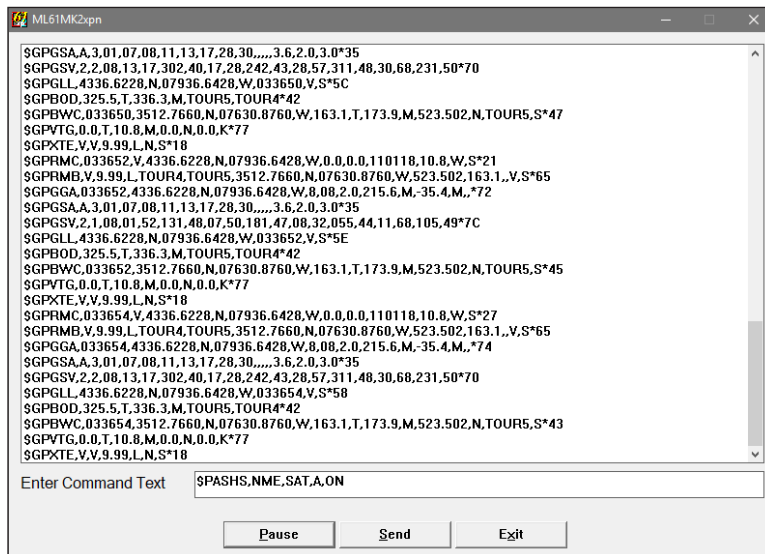 ML61MK2xpn
$GPGSA,A,3,01,07,08,11,13,17,28,30,,,,,3.6,2.0,3.0*35
$GPGSV,2,2,08,13,17,302,40,17,28,242,43,28,57,311,48,30,68,231,50*70
$GPGLL,4336.6228,N,07936.6428,W,033650,V,S*5C
$GPBOD,325.5,T,336.3,M,TOUR5,TOUR4*42
$GPBWC,033650,3512.7660,N,07630.8760,W,163.1,T,173.9,M,523.502,N,TOUR5,S*47
$GPVTG,0.0,T,10.8,M,0.0,N,0.0,K*77
$GPXTE,V,V,9.99,L,N,S*18
$GPRMC,033652,V,4336.6228,N,07936.6428,W,0.0,0.0,110118,10.8,W,S*21
$GPRMB,V,9.99,L,TOUR4,TOUR5,3512.7660,N,07630.8760,W,523.502,163.1,,V,S*65
$GPGGA,033652,4336.6228,N,07936.6428,W,8,08,2.0,215.6,M,-35.4,M,,*72
$GPGSA,A,3,01,07,08,11,13,17,28,30,,,,,3.6,2.0,3.0*35
$GPGSV,2,1,08,01,52,131,48,07,50,181,47,08,32,055,44,11,68,105,49*7C
$GPGLL,4336.6228,N,07936.6428,W,033652,V,S*5E
$GPBOD,325.5,T,336.3,M,TOUR5,TOUR4*42
$GPBWC,033652,3512.7660,N,07630.8760,W,163.1,T,173.9,M,523.502,N,TOUR5,S*45
$GPVTG,0.0,T,10.8,M,0.0,N,0.0,K*77
$GPXTE,V,V,9.99,L,N,S*18
$GPRMC,033654,V,4336.6228,N,07936.6428,W,0.0,0.0,110118,10.8,W,S*27
$GPRMB,V,9.99,L,TOUR4,TOUR5,3512.7660,N,07630.8760,W,523.502,163.1,,V,S*65
$GPGGA,033654,4336.6228,N,07936.6428,W,8,08,2.0,215.6,M,-35.4,M,,*74
$GPGSA,A,3,01,07,08,11,13,17,28,30,,,,,3.6,2.0,3.0*35
$GPGSV,2,2,08,13,17,302,40,17,28,242,43,28,57,311,48,30,68,231,50*70
$GPGLL,4336.6228,N,07936.6428,W,033654,V,S*58
$GPBOD,325.5,T,336.3,M,TOUR5,TOUR4*42
$GPBWC,033654,3512.7660,N,07630.8760,W,163.1,T,173.9,M,523.502,N,TOUR5,S*43
$GPVTG,0.0,T,10.8,M,0.0,N,0.0,K*77
$GPXTE,V,V,9.99,L,N,S*18
Enter Command Text $PASHS,NME,SAT,A,ON
Pause Send Exit